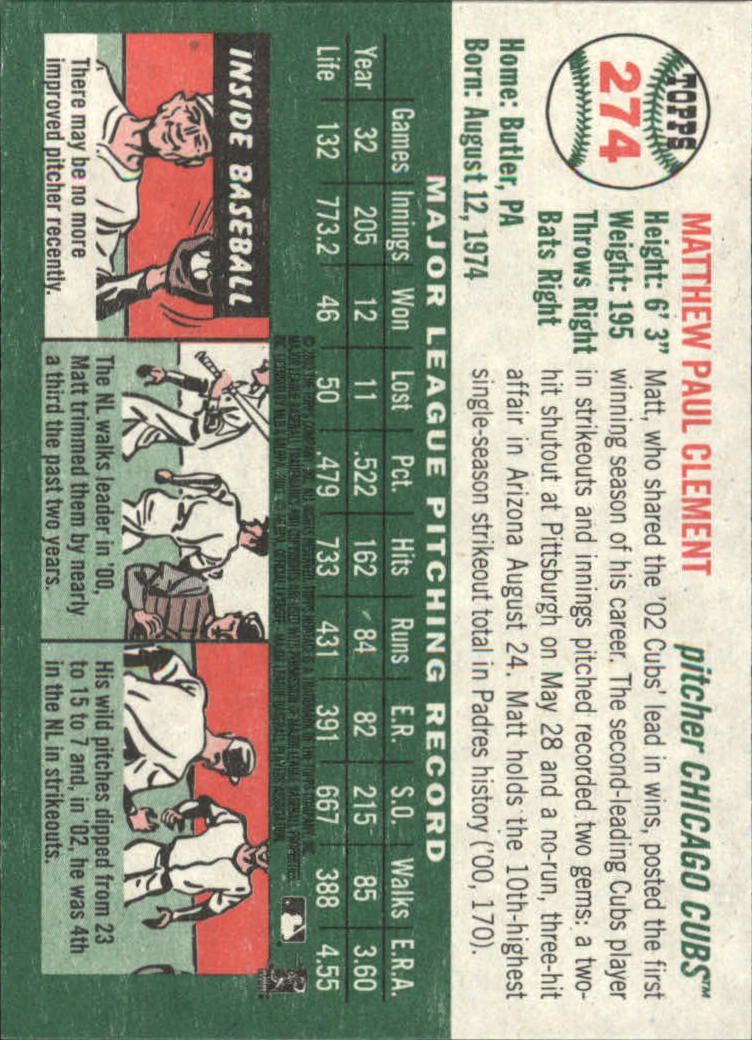 TOPPS
274
MATTHEW PAUL CLEMENT
pitcher CHICAGO CUBS™
Height: 6' 3"
Weight: 195
Throws Right
Bats Right
Home: Butler, PA
Born: August 12, 1974
Matt, who shared the '02 Cubs' lead in wins, posted the first
winning season of his career. The second-leading Cubs player
in strikeouts and innings pitched recorded two gems: a two-
hit shutout at Pittsburgh on May 28 and a no-run, three-hit
affair in Arizona August 24. Matt holds the 10th-highest
single-season strikeout total in Padres history ('00, 170).
MAJOR LEAGUE PITCHING RECORD
Games Innings Won Lost Pct. Hits Runs E.R. S.O. Walks E.R.A.
Year 32 205 12 11 .522 162 84 82 215 85 3.60
Life 132 773.2 46 50 .479 733 431 391 667 388 4.55
INSIDE BASEBALL
There may be no more
improved pitcher recently.
The NL walks leader in '00,
Matt trimmed them by nearly
a third the past two years.
His wild pitches dipped from 23
to 15 to 7 and, in '02, he was 4th
in the NL in strikeouts.